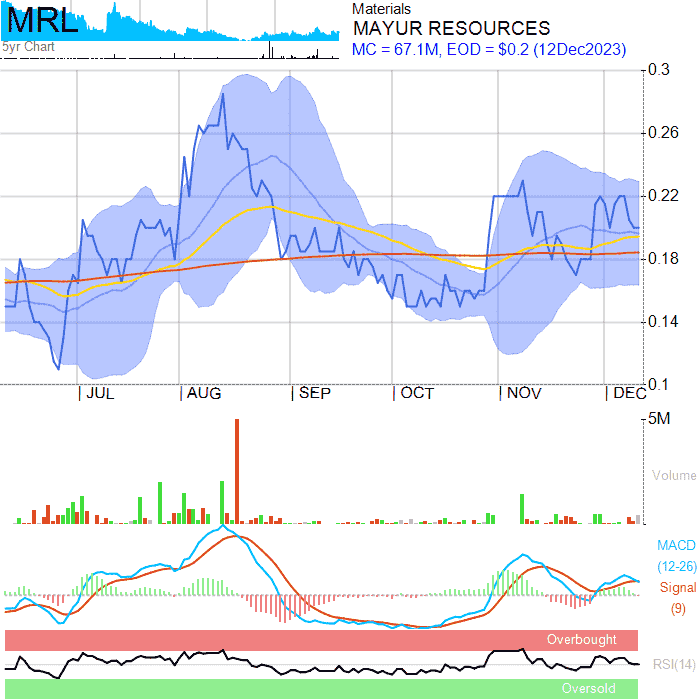 MRL
5yr Chart
Materials
MAYUR RESOURCES
MC = 67.1M, EOD = $0.2 (12Dec2023)
0.3
0.26
0.22
0.18
0.14
0.1
|JUL |AUG |SEP |OCT |NOV |DEC
5M
Volume
MACD
(12-26)
Signal
(9)
Overbought
RSI(14)
Oversold